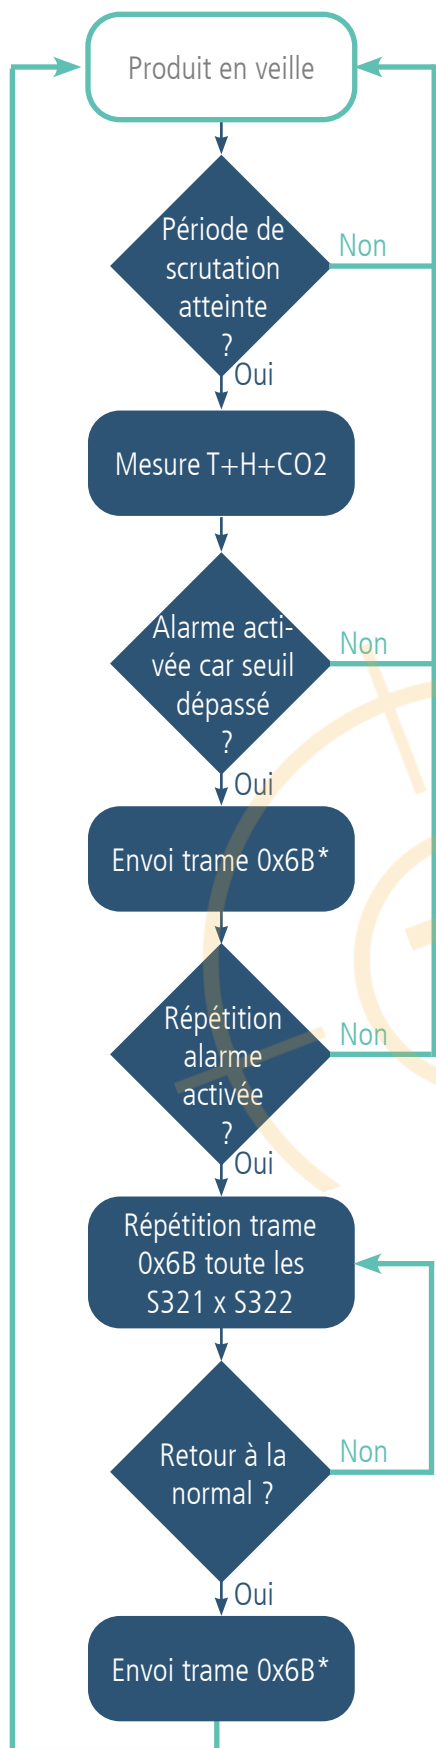 Produit en veille
Période de
scrutation
atteinte
?
Non
Oui
Mesure T+H+CO2
Alarme acti-
vée car seuil
dépassé
?
Non
Oui
Envoi trame 0x6B*
Répétition
alarme
activée
?
Non
Oui
Répétition trame
0x6B toute les
S321 x S322
Retour à la
normal ?
Non
Oui
Envoi trame 0x6B*